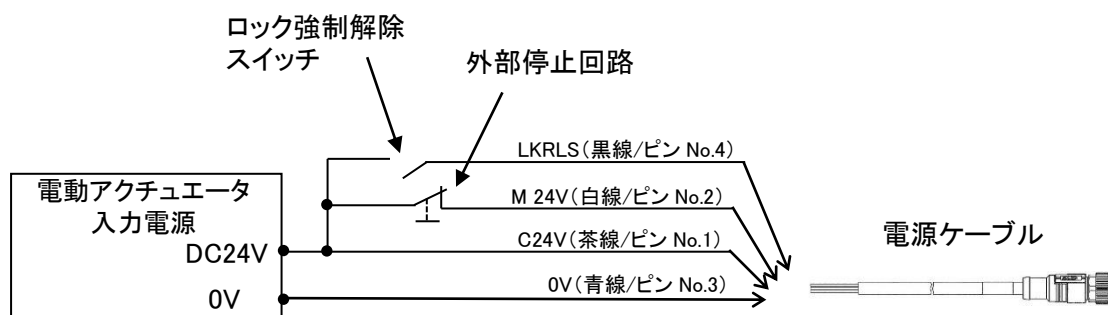 ロック強制解除
スイッチ
外部停止回路
LKRLS(黒線/ピン No.4)
電動アクチュエータ
入力電源
M 24V(白線/ピン No.2)
DC24V
C24V(茶線/ピン No.1)
電源ケーブル
0V
0V(青線/ピン No.3)